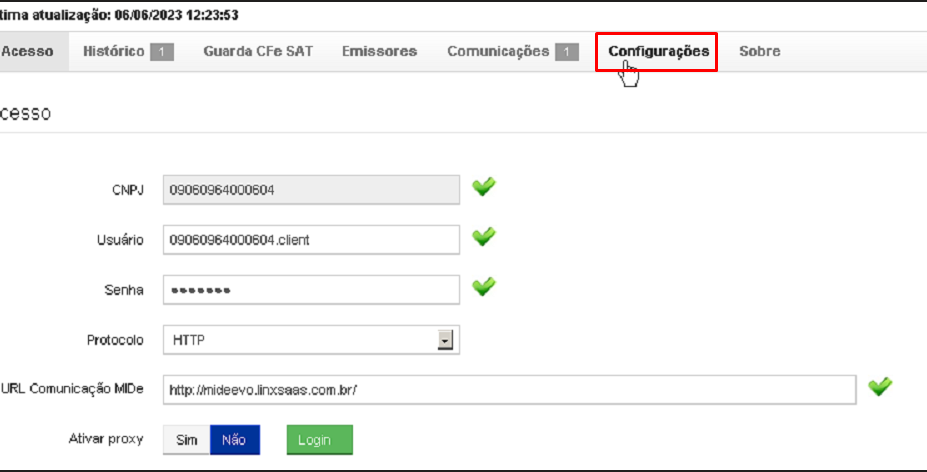 tima atualização: 06/06/2023 12:23:53
Acesso Histórico 1 Guarda CFe SAT Emissores Comunicações 1 Configurações Sobre
cesso
CNPJ 09060964000604
Usuário 09060964000604.client
Senha •••••••
Protocolo HTTP
URL Comunicação MIDe http://mideevo.linxsaas.com.br/
Ativar proxy Sim Não Login